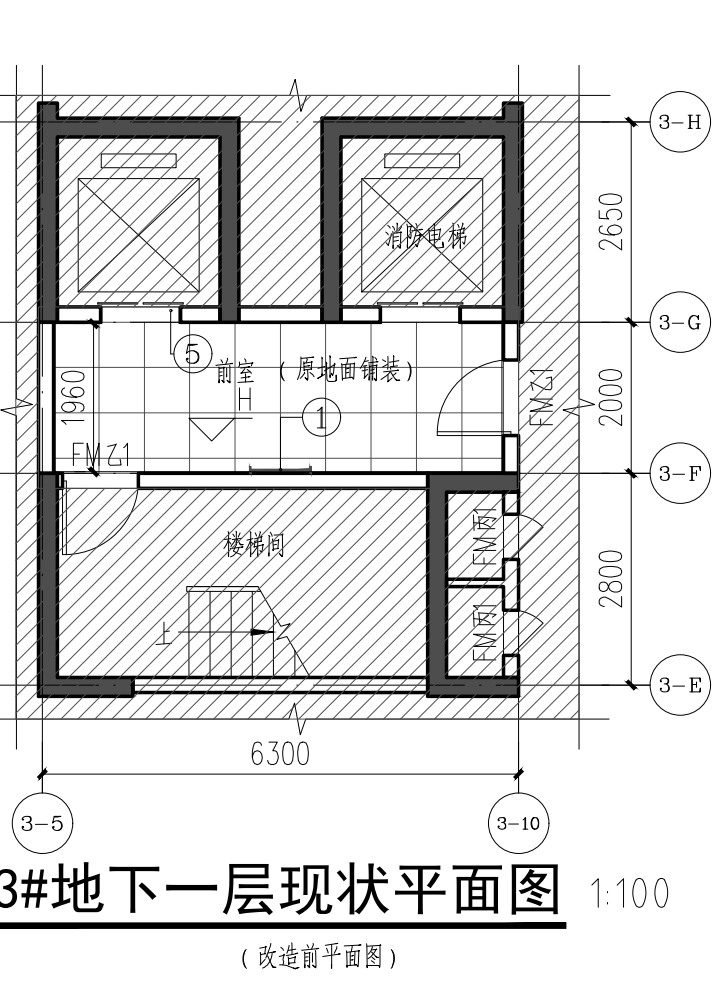 3-H
2650
消防电梯
3-G
5
前室 （原地面铺装）
1960
H
1
FM乙1
2000
FM乙1
3-F
FM丙1
楼梯间
2800
上
FM丙1
3-E
6300
3-5
3-10
3#地下一层现状平面图 1:100
（改造前平面图）